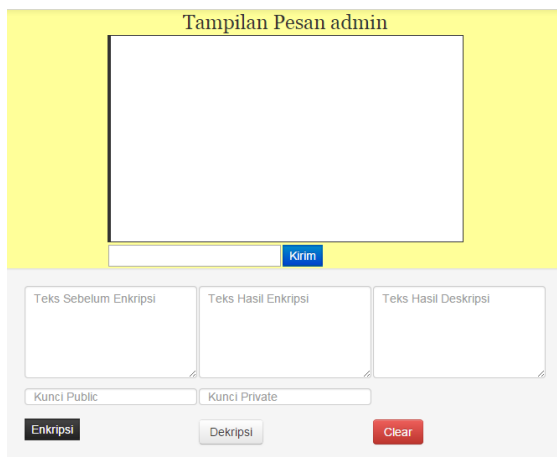 Tampilan Pesan admin
Kirim
Teks Sebelum Enkripsi
Teks Hasil Enkripsi
Teks Hasil Deskripsi
Kunci Public
Kunci Private
Enkripsi
Dekripsi
Clear